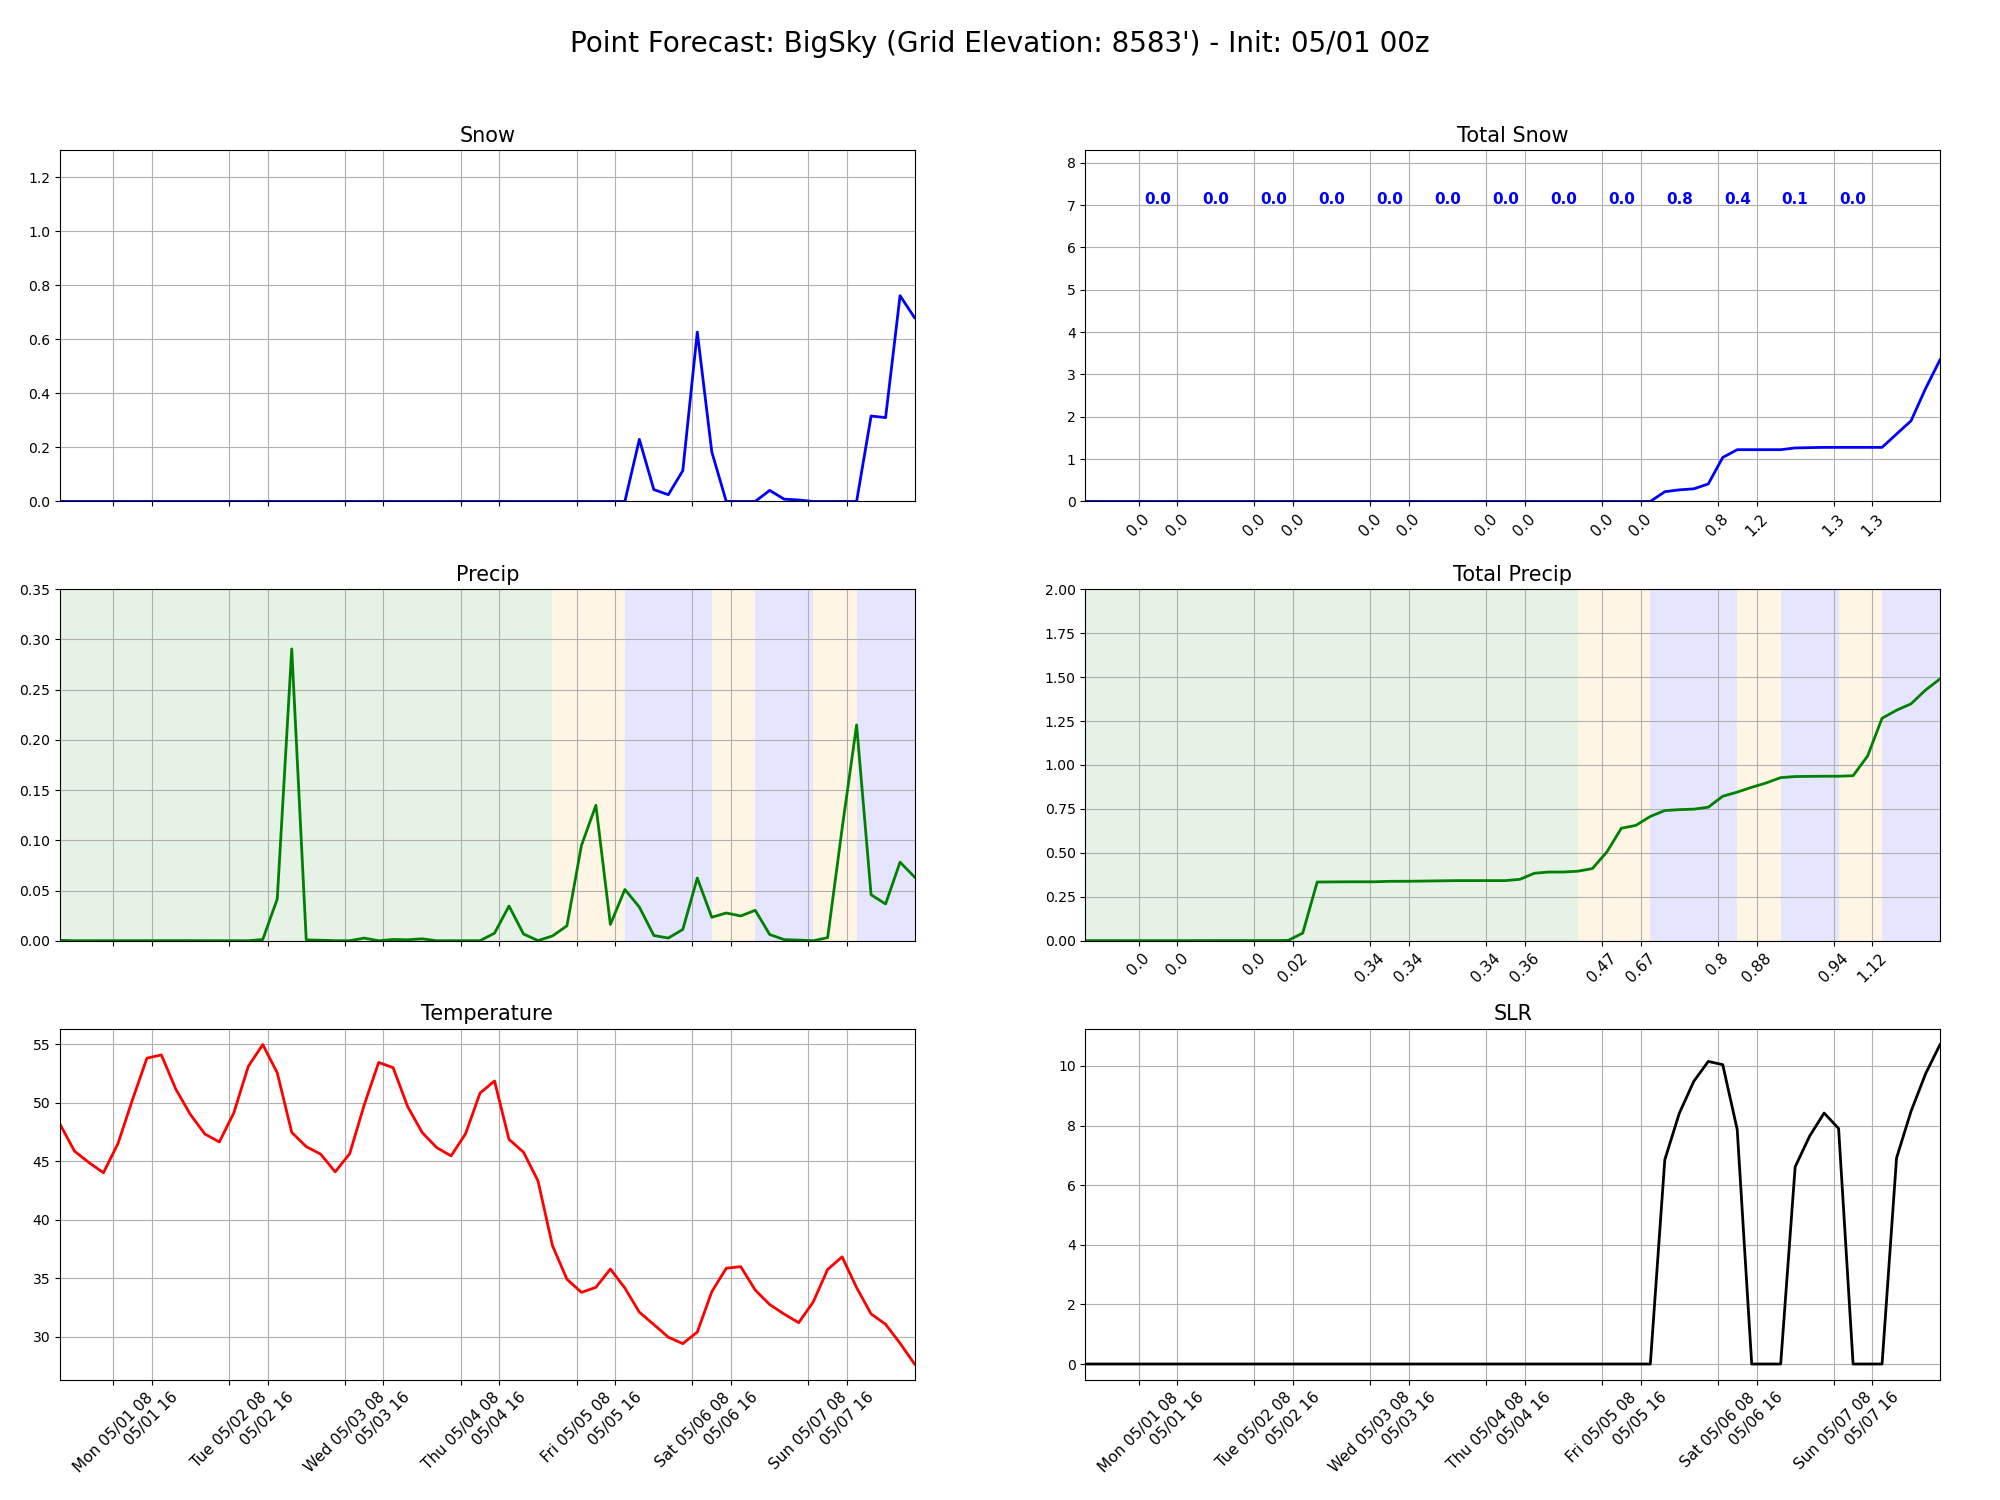 Point Forecast: BigSky (Grid Elevation: 8583') - Init: 05/01 00z
Snow
1.2
1.0
0.8
0.6
0.4
0.2
0.0
Total Snow
8
7
6
5
4
3
2
1
0
0.0 0.0 0.0 0.0 0.0 0.0 0.0 0.0 0.0 0.8 0.4 0.1 0.0
0.0 0.0 0.0 0.0 0.0 0.0 0.0 0.0 0.0 0.0 0.8 1.2 1.3 1.3
Precip
0.35
0.30
0.25
0.20
0.15
0.10
0.05
0.00
Total Precip
2.00
1.75
1.50
1.25
1.00
0.75
0.50
0.25
0.00
0.0 0.0 0.0 0.02 0.34 0.34 0.34 0.36 0.47 0.67 0.8 0.88 0.94 1.12
Temperature
55
50
45
40
35
30
Mon 05/01 08
05/01 16
Tue 05/02 08
05/02 16
Wed 05/03 08
05/03 16
Thu 05/04 08
05/04 16
Fri 05/05 08
05/05 16
Sat 05/06 08
05/06 16
Sun 05/07 08
05/07 16
SLR
10
8
6
4
2
0
Mon 05/01 08
05/01 16
Tue 05/02 08
05/02 16
Wed 05/03 08
05/03 16
Thu 05/04 08
05/04 16
Fri 05/05 08
05/05 16
Sat 05/06 08
05/06 16
Sun 05/07 08
05/07 16